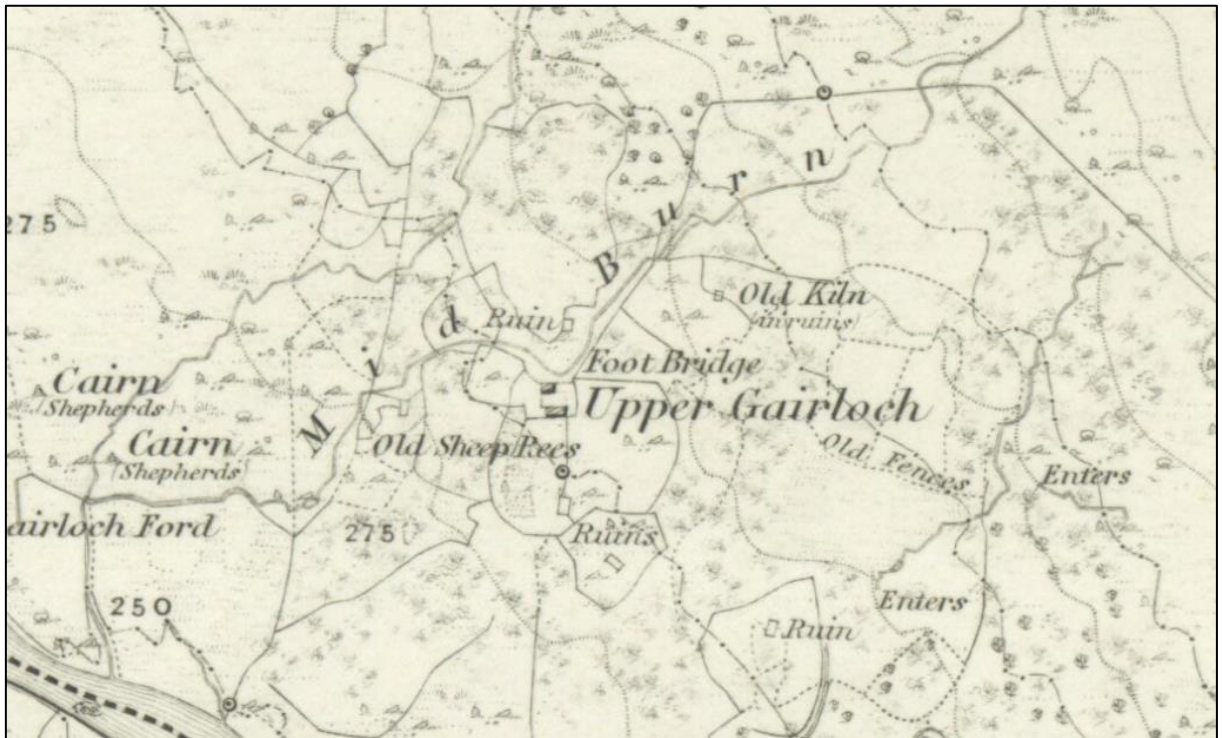 275
Mid Burn
Ruin
Old Kiln
(in ruins)
Foot Bridge
Upper Gairloch
Cairn
(Shepherds)
Cairn
(Shepherds)
Old Sheep Rees
Old Fences
Enters
airloch Ford
275
Ruins
250
Enters
Ruin